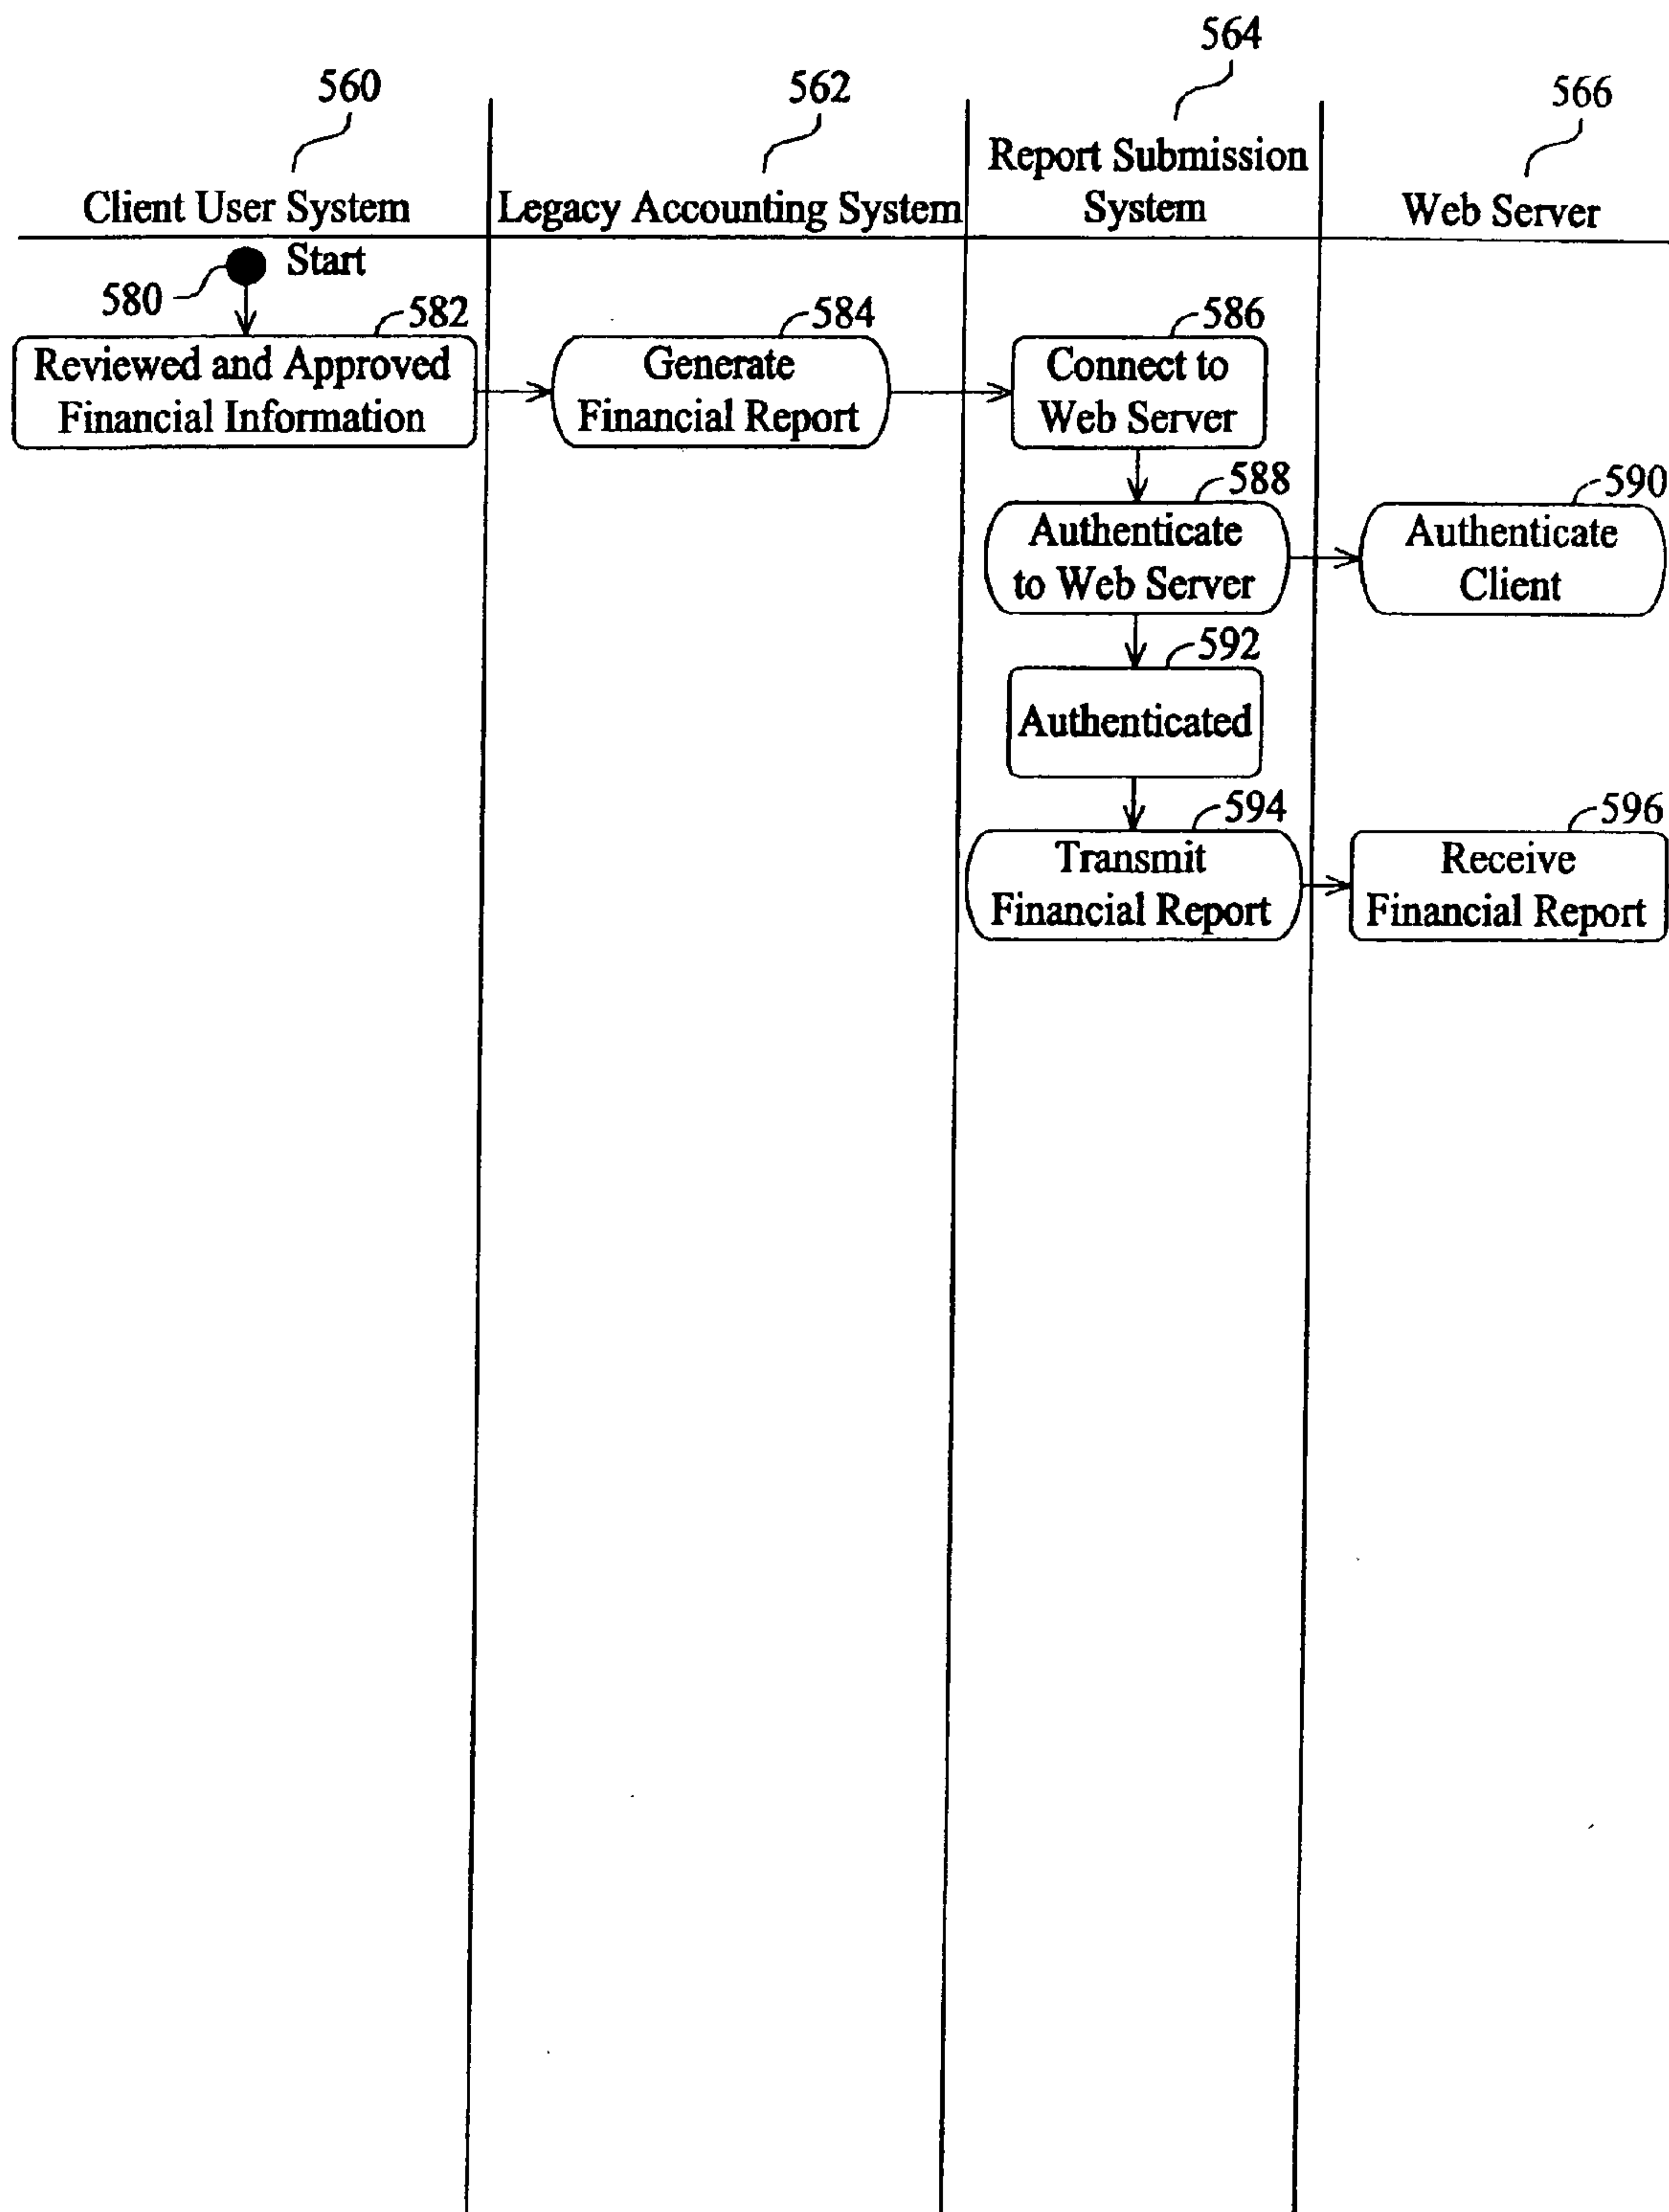 560
562
564
566
Client User System
Legacy Accounting System
Report Submission
System
Web Server
Start
580
582
Reviewed and Approved
Financial Information
584
Generate
Financial Report
586
Connect to
Web Server
588
Authenticate
to Web Server
590
Authenticate
Client
592
Authenticated
594
Transmit
Financial Report
596
Receive
Financial Report